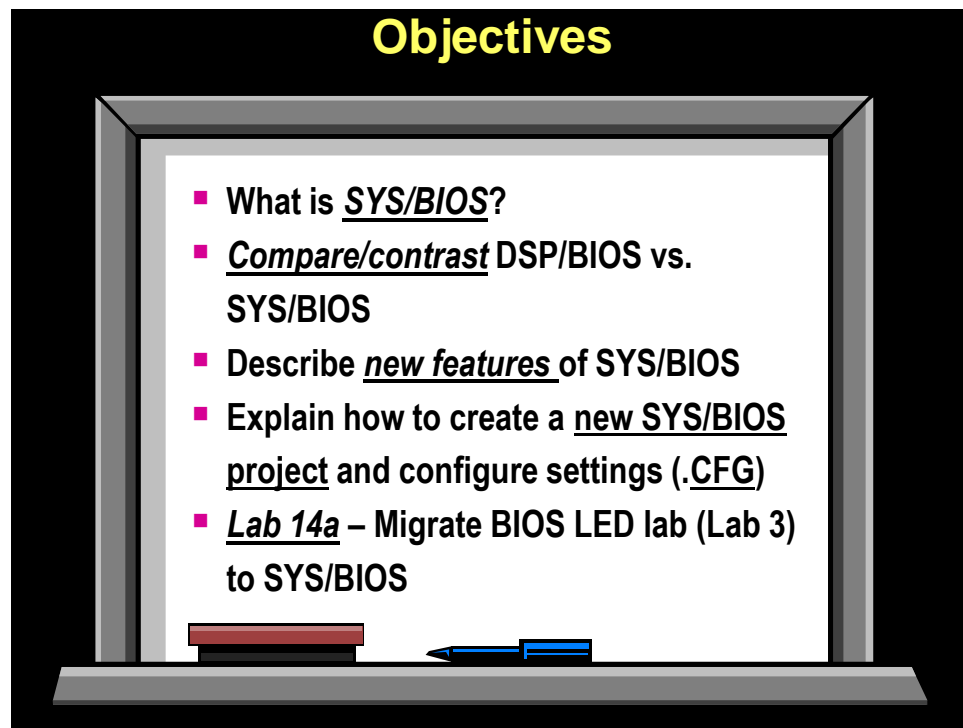 Objectives
▪ What is SYS/BIOS?
▪ Compare/contrast DSP/BIOS vs.
SYS/BIOS
▪ Describe new features of SYS/BIOS
▪ Explain how to create a new SYS/BIOS
project and configure settings (.CFG)
▪ Lab 14a – Migrate BIOS LED lab (Lab 3)
to SYS/BIOS